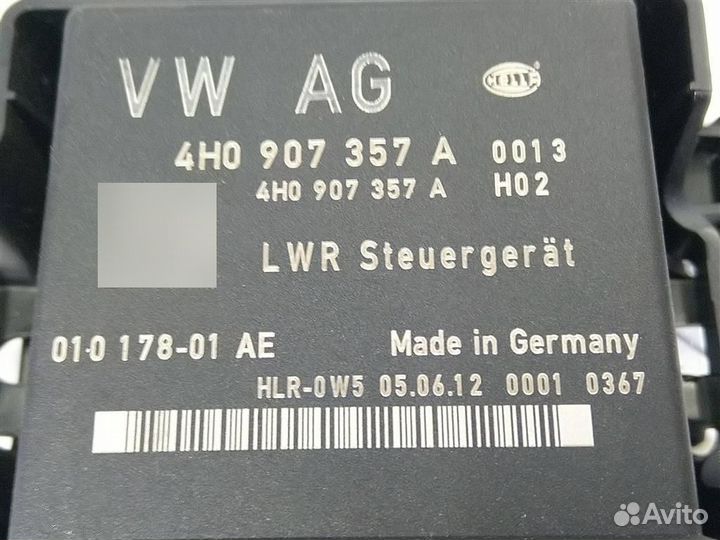 VW AG HELLA
4H0 907 357 A 0013
4H0 907 357 A H02
LWR Steuergerät
010 178-01 AE Made in Germany
HLR-0W5 05.06.12 0001 0367
Avito